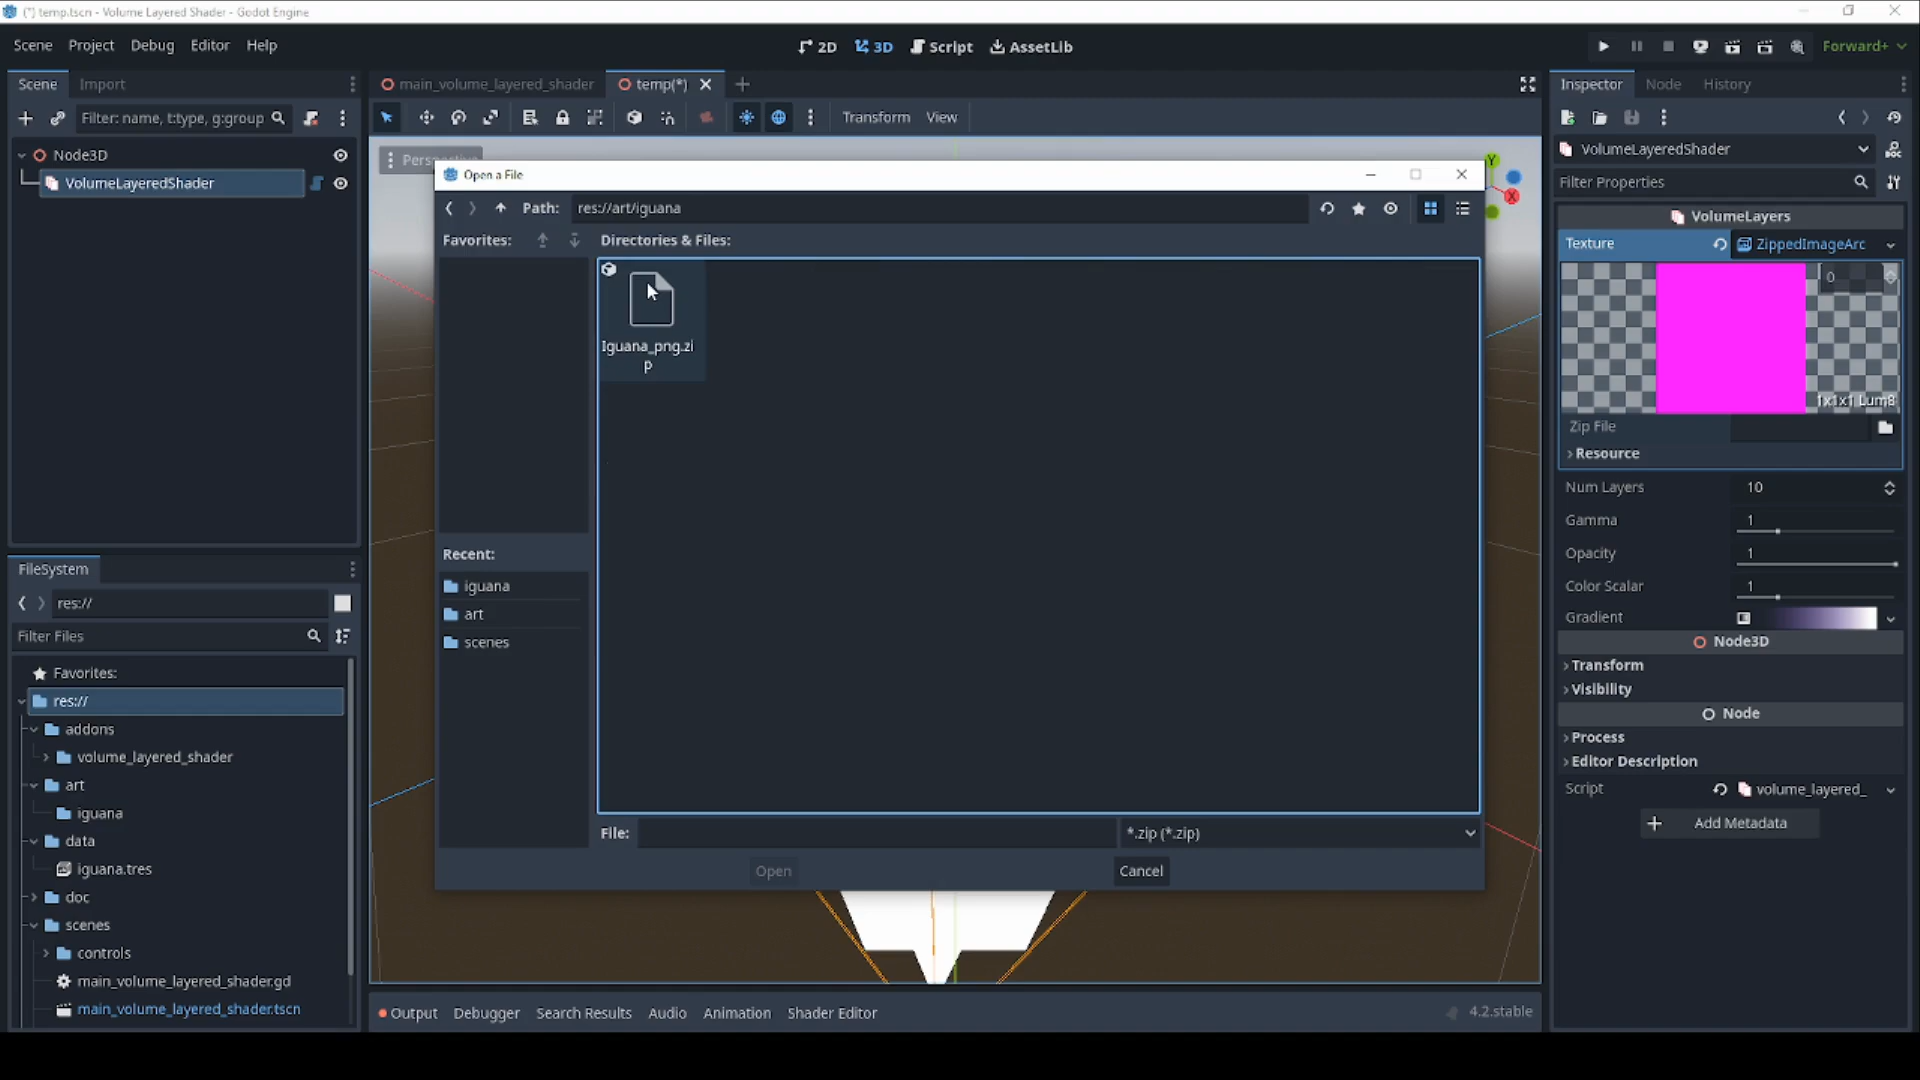 (*) temp.tscn - Volume Layered Shader - Godot Engine
Scene Project Debug Editor Help
2D 3D Script AssetLib
Forward+
Scene Import
main_volume_layered_shader temp(*)
Inspector Node History
Filter: name, t:type, g:group
Transform View
Node3D
VolumeLayeredShader
VolumeLayeredShader
Filter Properties
VolumeLayers
Texture ZippedImageArc
0
1x1x1 Lum8
Zip File
Resource
Num Layers 10
Gamma 1
Opacity 1
Color Scalar 1
Gradient
Node3D
Transform
Visibility
Node
Process
Editor Description
Script volume_layered_
Add Metadata
Y
X
Open a File
Path: res://art/iguana
Favorites: Directories & Files:
Iguana_png.zi
p
Recent:
iguana
art
scenes
File: *.zip (*.zip)
Open Cancel
FileSystem
res://
Filter Files
Favorites:
res://
addons
volume_layered_shader
art
iguana
data
iguana.tres
doc
scenes
controls
main_volume_layered_shader.gd
main_volume_layered_shader.tscn
Output Debugger Search Results Audio Animation Shader Editor
4.2.stable